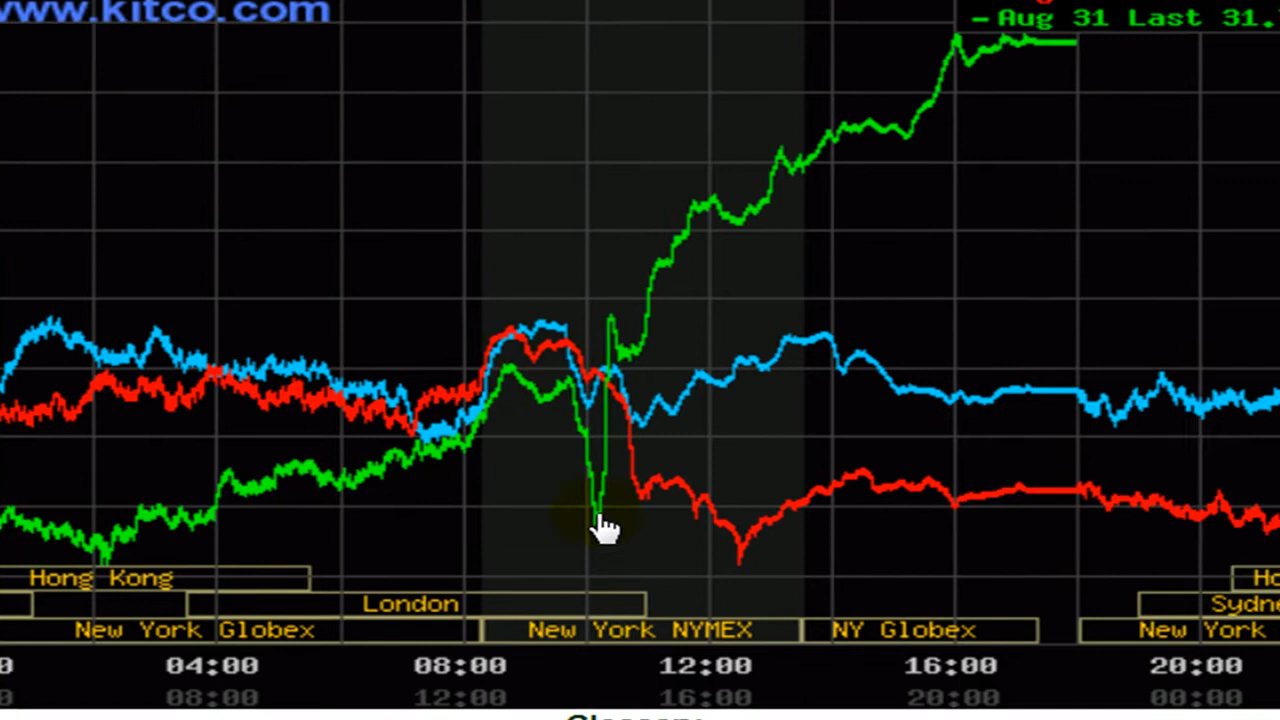 www.kitco.com
Aug 31 Last 31.
Hong Kong
London
New York Globex
New York NYMEX
NY Globex
New York
04:00 08:00 12:00 16:00 20:00
08:00 12:00 16:00 20:00 00:00